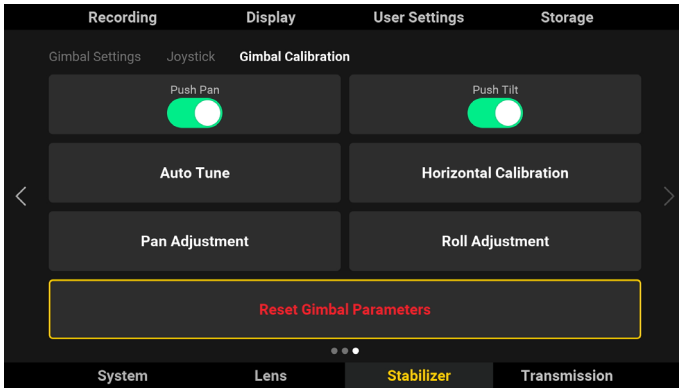 Recording Display User Settings Storage
Gimbal Settings Joystick Gimbal Calibration
Push Pan Push Tilt
Auto Tune Horizontal Calibration
Pan Adjustment Roll Adjustment
Reset Gimbal Parameters
System Lens Stabilizer Transmission